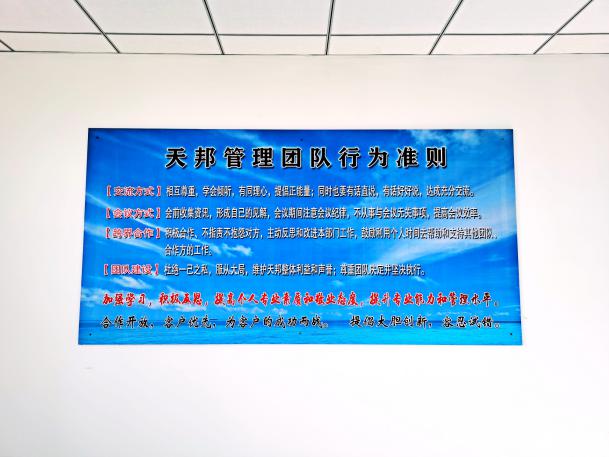 天邦管理团队行为准则
【交流方式】相互尊重，学会倾听，有同理心，提倡正能量；同时也要有话直说，有话好好说，达成充分交流。
【会议方式】会前收集资讯，形成自己的见解，会议期间注意会议纪律，不从事与会议无关事项，提高会议效率。
【跨界合作】积极合作、不指责不抱怨对方，主动反思和改进本部门工作，鼓励利用个人时间去帮助和支持其他团队、
合作方的工作。
【团队建设】杜绝一己之私，服从大局，维护天邦整体利益和声誉；尊重团队决定并坚决执行。
加强学习，积极展现，提高个人专业素质和敬业态度，提升专业能力和管理水平。
合作开放，客户优先，为客户的成功而战。 提倡大胆创新，容忍试错。